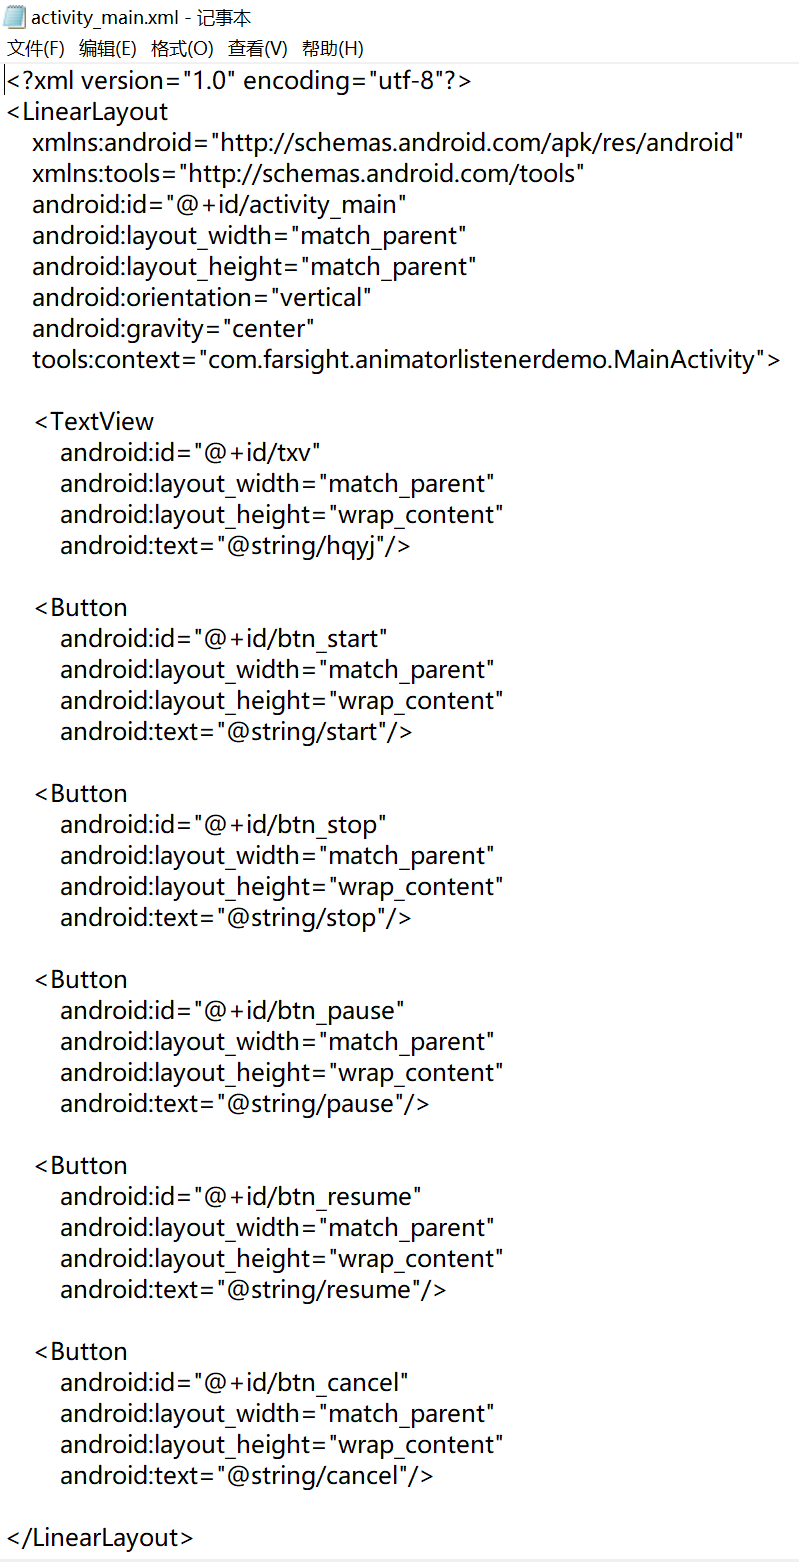 activity_main.xml - 记事本
文件(F) 编辑(E) 格式(O) 查看(V) 帮助(H)
<?xml version="1.0" encoding="utf-8"?>
<LinearLayout
    xmlns:android="http://schemas.android.com/apk/res/android"
    xmlns:tools="http://schemas.android.com/tools"
    android:id="@+id/activity_main"
    android:layout_width="match_parent"
    android:layout_height="match_parent"
    android:orientation="vertical"
    android:gravity="center"
    tools:context="com.farsight.animatorlistenerdemo.MainActivity">

    <TextView
        android:id="@+id/txv"
        android:layout_width="match_parent"
        android:layout_height="wrap_content"
        android:text="@string/hqyj"/>

    <Button
        android:id="@+id/btn_start"
        android:layout_width="match_parent"
        android:layout_height="wrap_content"
        android:text="@string/start"/>

    <Button
        android:id="@+id/btn_stop"
        android:layout_width="match_parent"
        android:layout_height="wrap_content"
        android:text="@string/stop"/>

    <Button
        android:id="@+id/btn_pause"
        android:layout_width="match_parent"
        android:layout_height="wrap_content"
        android:text="@string/pause"/>

    <Button
        android:id="@+id/btn_resume"
        android:layout_width="match_parent"
        android:layout_height="wrap_content"
        android:text="@string/resume"/>

    <Button
        android:id="@+id/btn_cancel"
        android:layout_width="match_parent"
        android:layout_height="wrap_content"
        android:text="@string/cancel"/>

</LinearLayout>